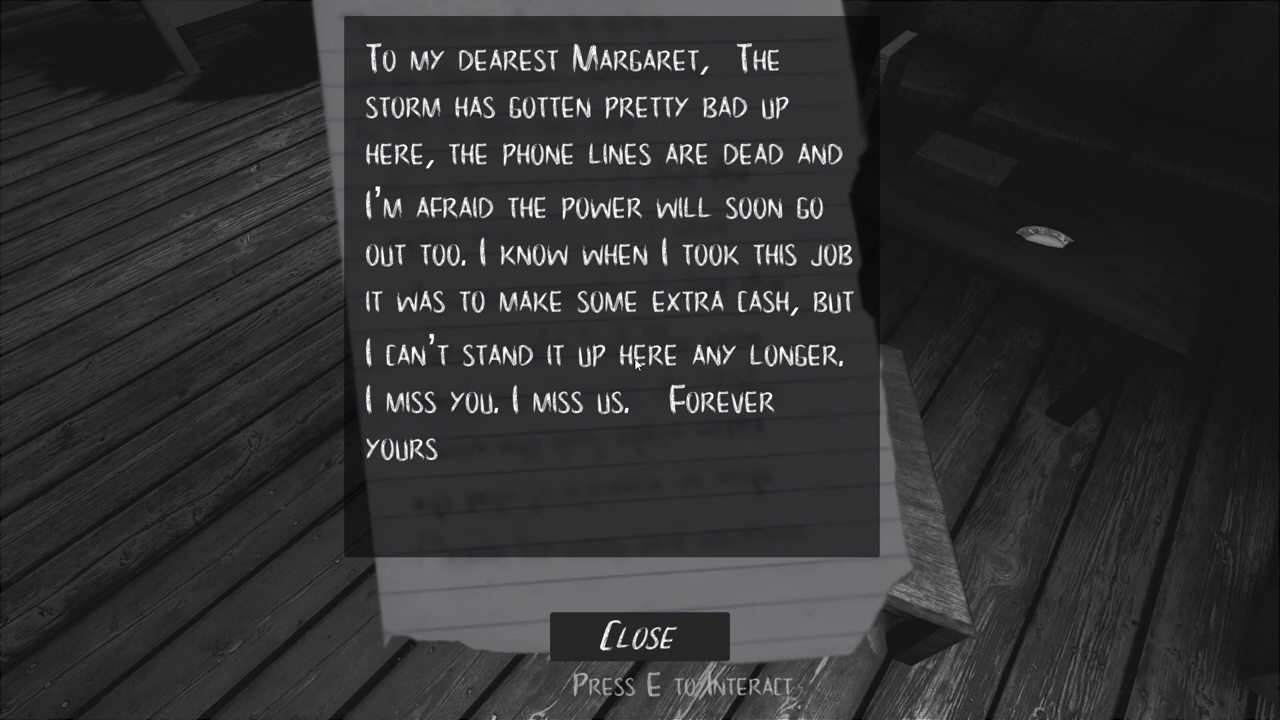 To my dearest Margaret,  The
storm has gotten pretty bad up
here, the phone lines are dead and
I'm afraid the power will soon go
out too. I know when I took this job
it was to make some extra cash, but
I can't stand it up here any longer.
I miss you. I miss us.   Forever
yours
Close
Press E to Interact